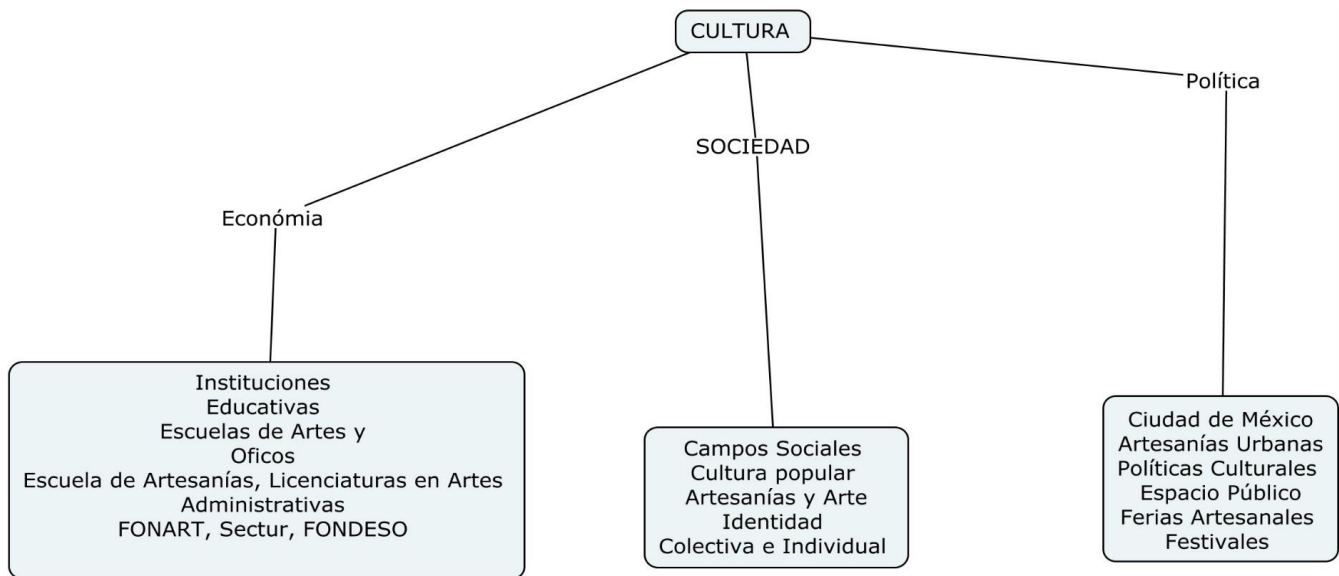 CULTURA
Política
SOCIEDAD
Económia
Instituciones
Educativas
Escuelas de Artes y
Oficos
Escuela de Artesanías, Licenciaturas en Artes
Administrativas
FONART, Sectur, FONDESO
Campos Sociales
Cultura popular
Artesanías y Arte
Identidad
Colectiva e Individual
Ciudad de México
Artesanías Urbanas
Políticas Culturales
Espacio Público
Ferias Artesanales
Festivales